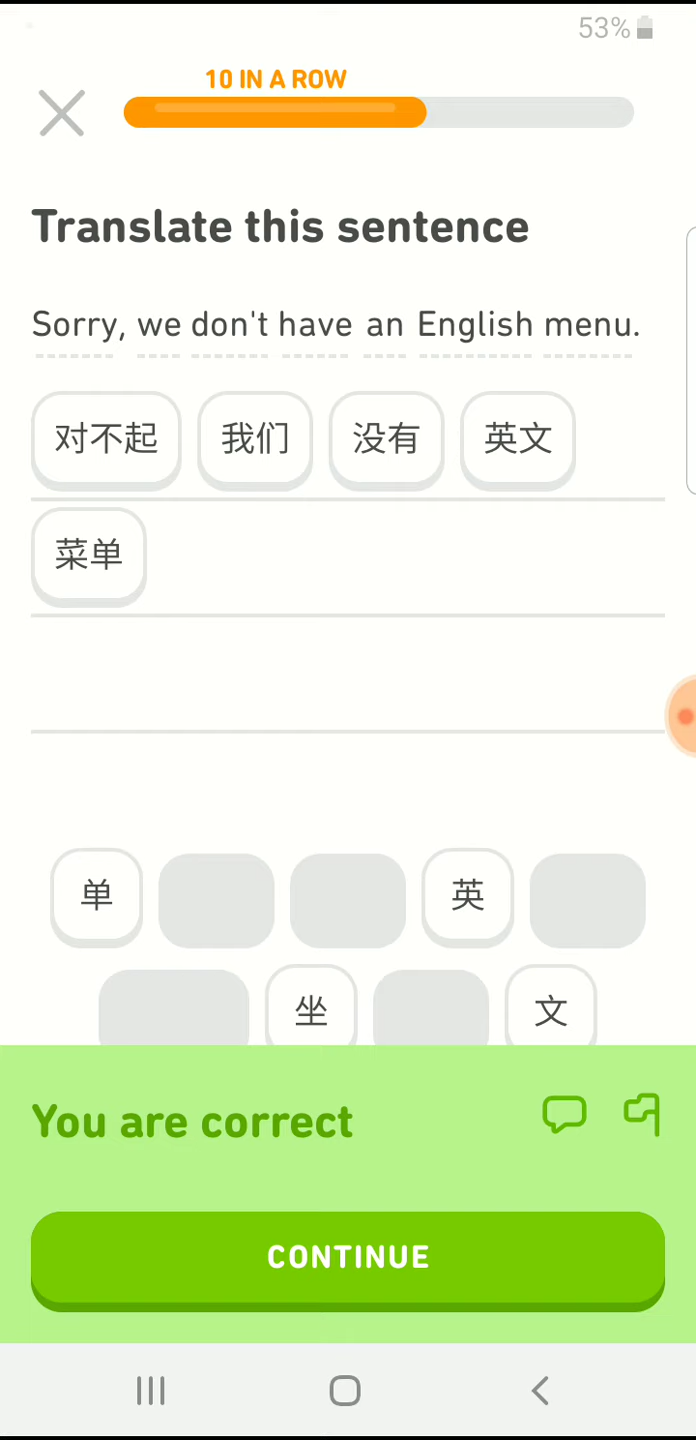 53%
10 IN A ROW
Translate this sentence
Sorry, we don't have an English menu.
对不起 我们 没有 英文
菜单
单 英
坐 文
You are correct
CONTINUE